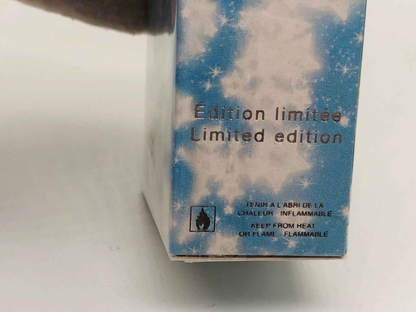 Édition limitée
Limited edition
TENIR A L'ABRI DE LA
CHALEUR - INFLAMMABLE
KEEP FROM HEAT
OR FLAME - FLAMMABLE